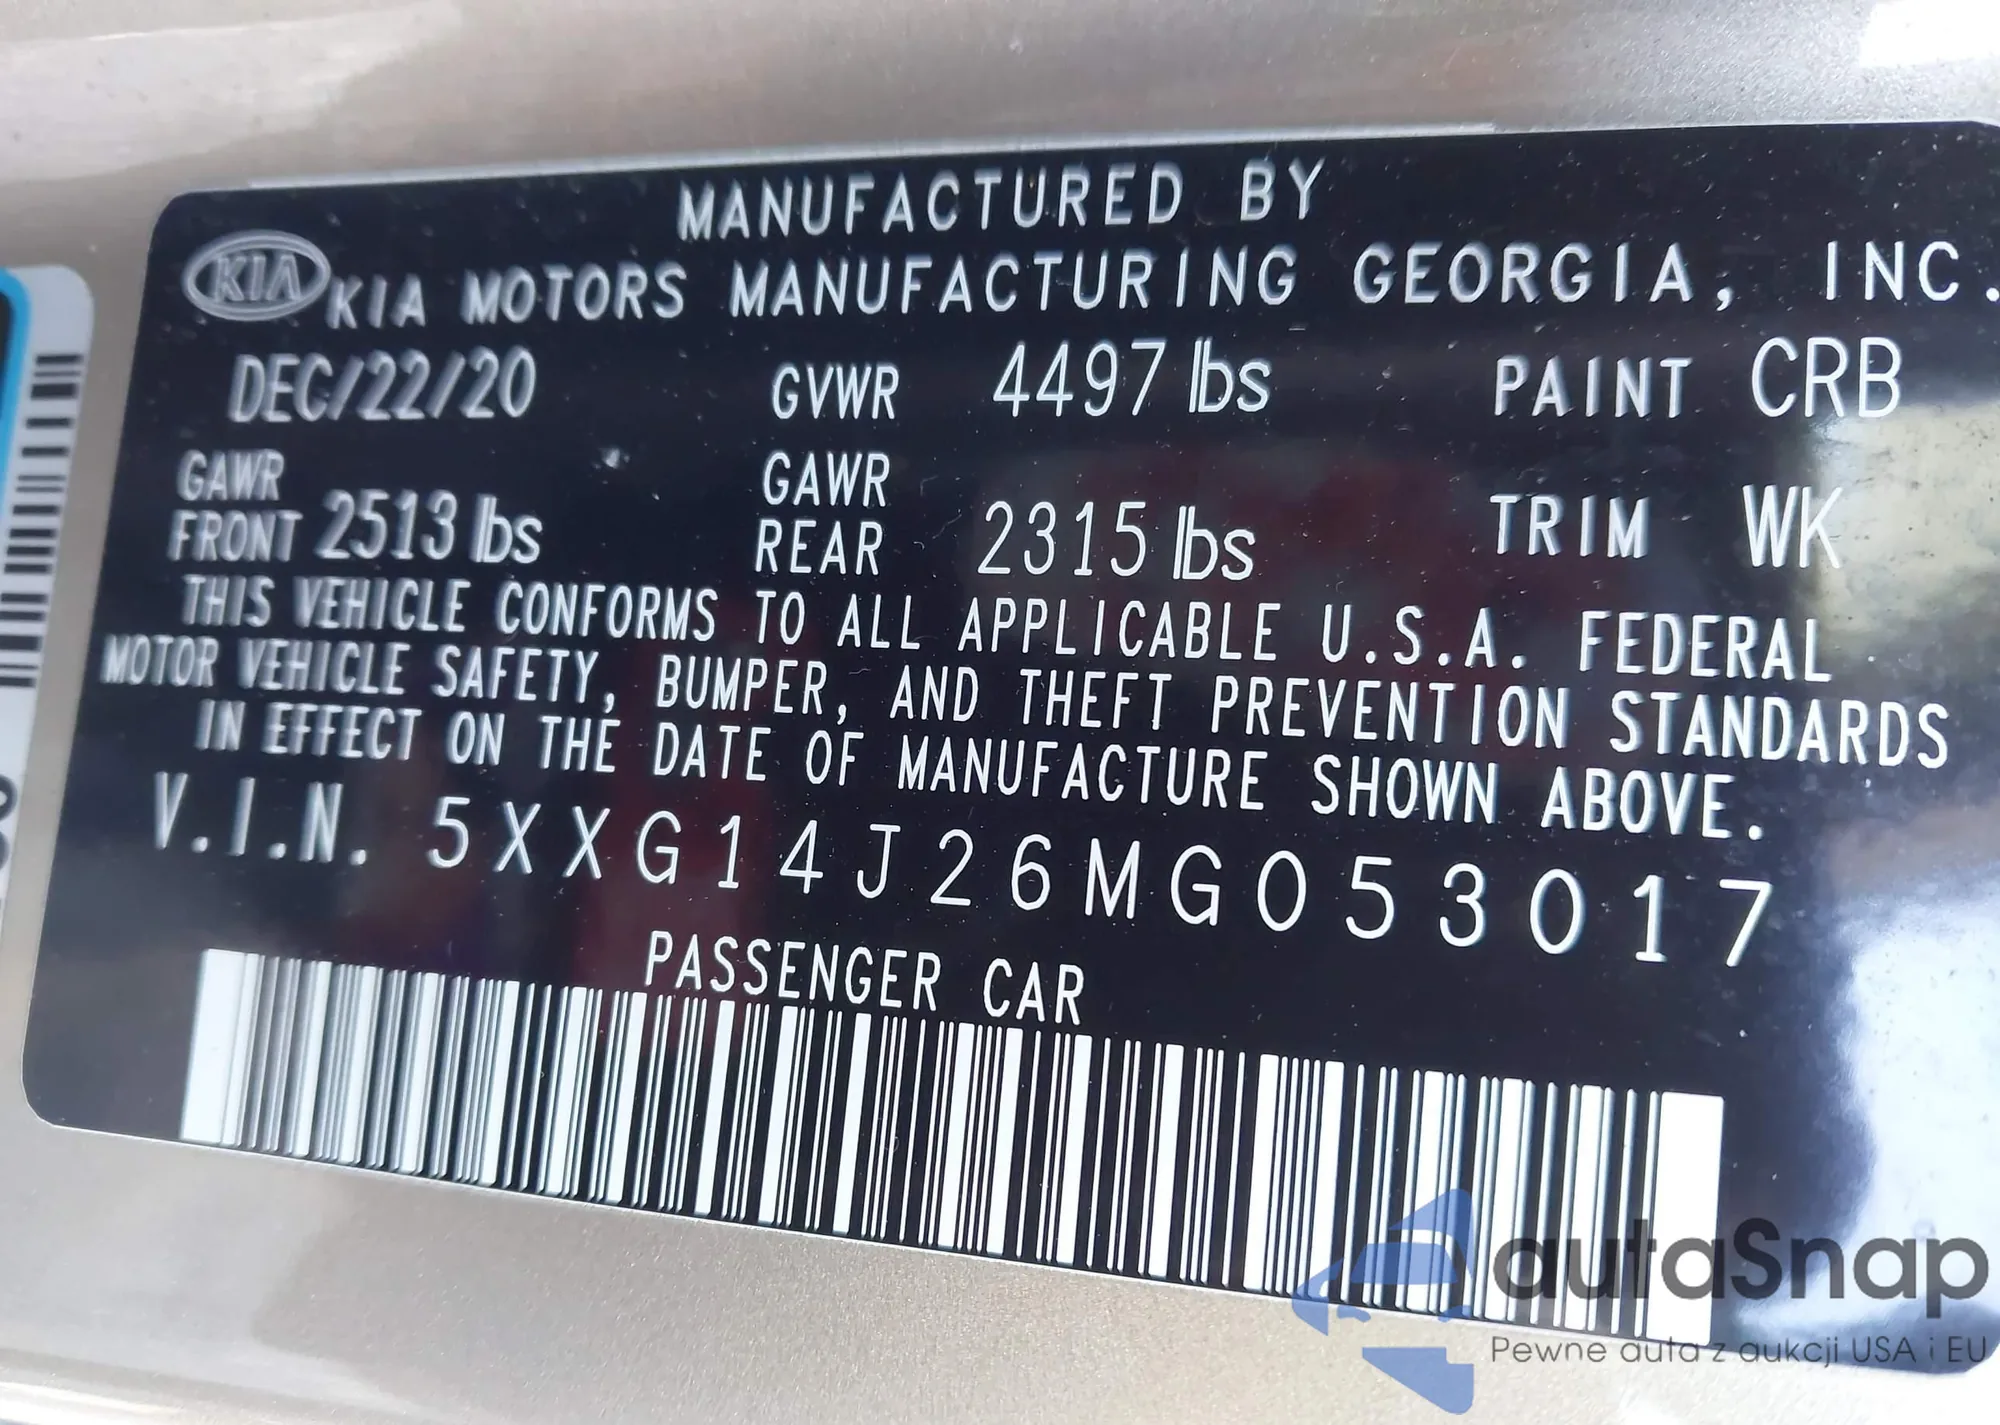 MANUFACTURED BY
KIA KIA MOTORS MANUFACTURING GEORGIA, INC.
DEC/22/20 GVWR 4497 lbs PAINT CRB
GAWR FRONT 2513 lbs GAWR REAR 2315 lbs TRIM WK
THIS VEHICLE CONFORMS TO ALL APPLICABLE U.S.A. FEDERAL
MOTOR VEHICLE SAFETY, BUMPER, AND THEFT PREVENTION STANDARDS
IN EFFECT ON THE DATE OF MANUFACTURE SHOWN ABOVE.
V.I.N. 5XXG14J26MG053017
PASSENGER CAR
autaSnap
Pewne auta z aukcji USA i EU